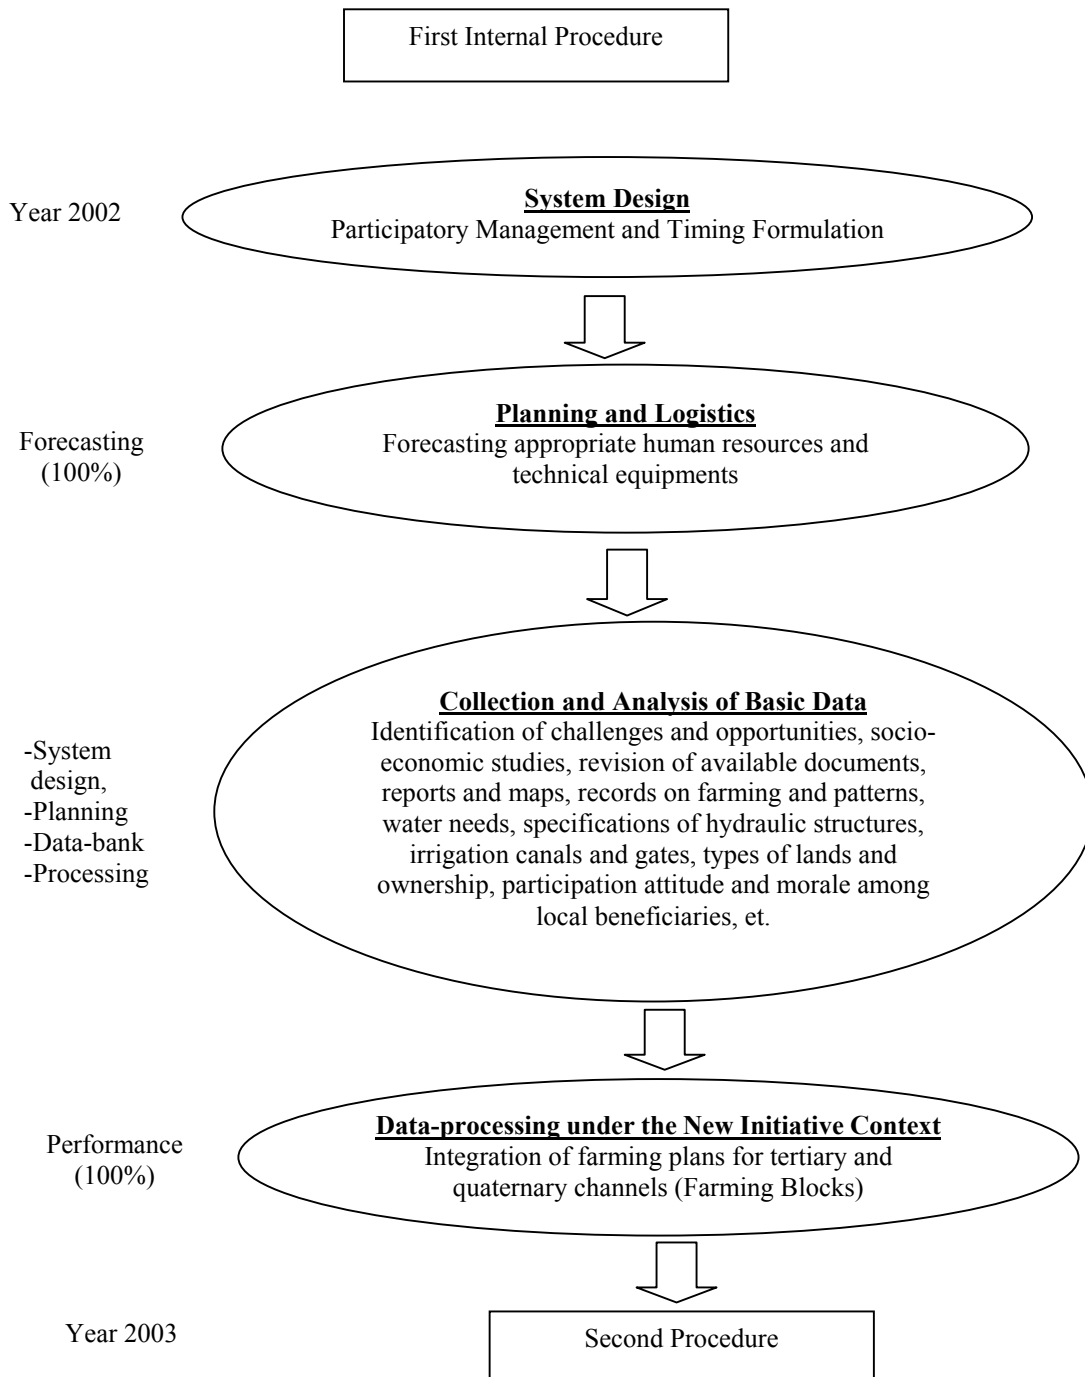 First Internal Procedure
Year 2002
System Design
Participatory Management and Timing Formulation
Forecasting
(100%)
Planning and Logistics
Forecasting appropriate human resources and
technical equipments
-System
design,
-Planning
-Data-bank
-Processing
Collection and Analysis of Basic Data
Identification of challenges and opportunities, socio-
economic studies, revision of available documents,
reports and maps, records on farming and patterns,
water needs, specifications of hydraulic structures,
irrigation canals and gates, types of lands and
ownership, participation attitude and morale among
local beneficiaries, et.
Performance
(100%)
Data-processing under the New Initiative Context
Integration of farming plans for tertiary and
quaternary channels (Farming Blocks)
Year 2003
Second Procedure